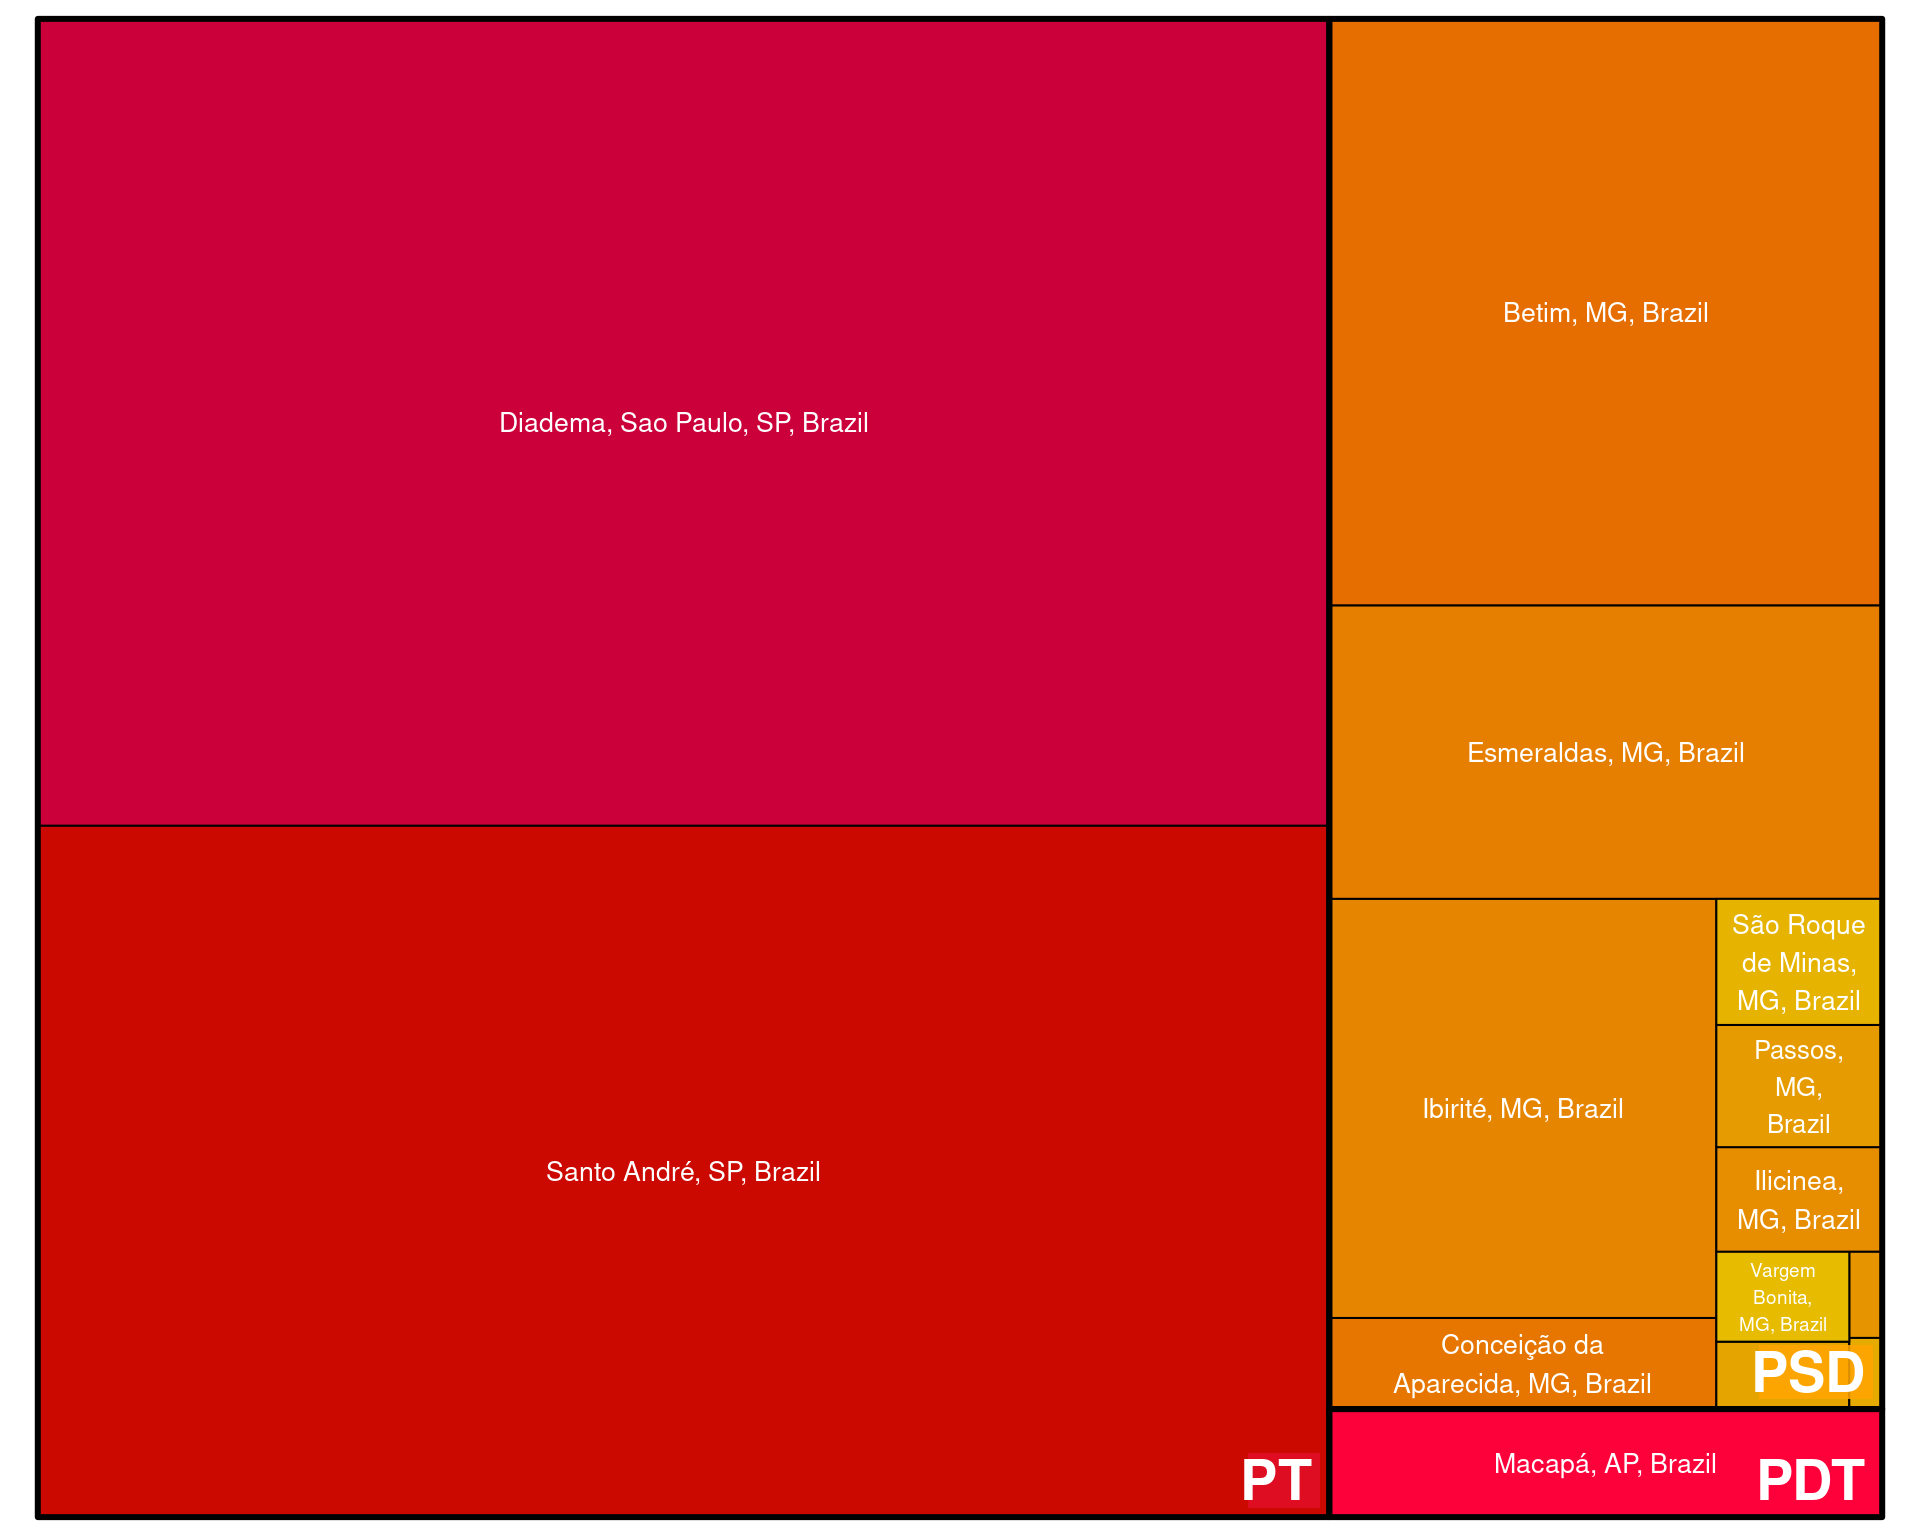 Diadema, Sao Paulo, SP, Brazil
Santo André, SP, Brazil
PT
Betim, MG, Brazil
Esmeraldas, MG, Brazil
Ibirité, MG, Brazil
Conceição da
Aparecida, MG, Brazil
São Roque
de Minas,
MG, Brazil
Passos,
MG,
Brazil
Ilicinea,
MG, Brazil
Vargem
Bonita,
MG, Brazil
PSD
Macapá, AP, Brazil
PDT